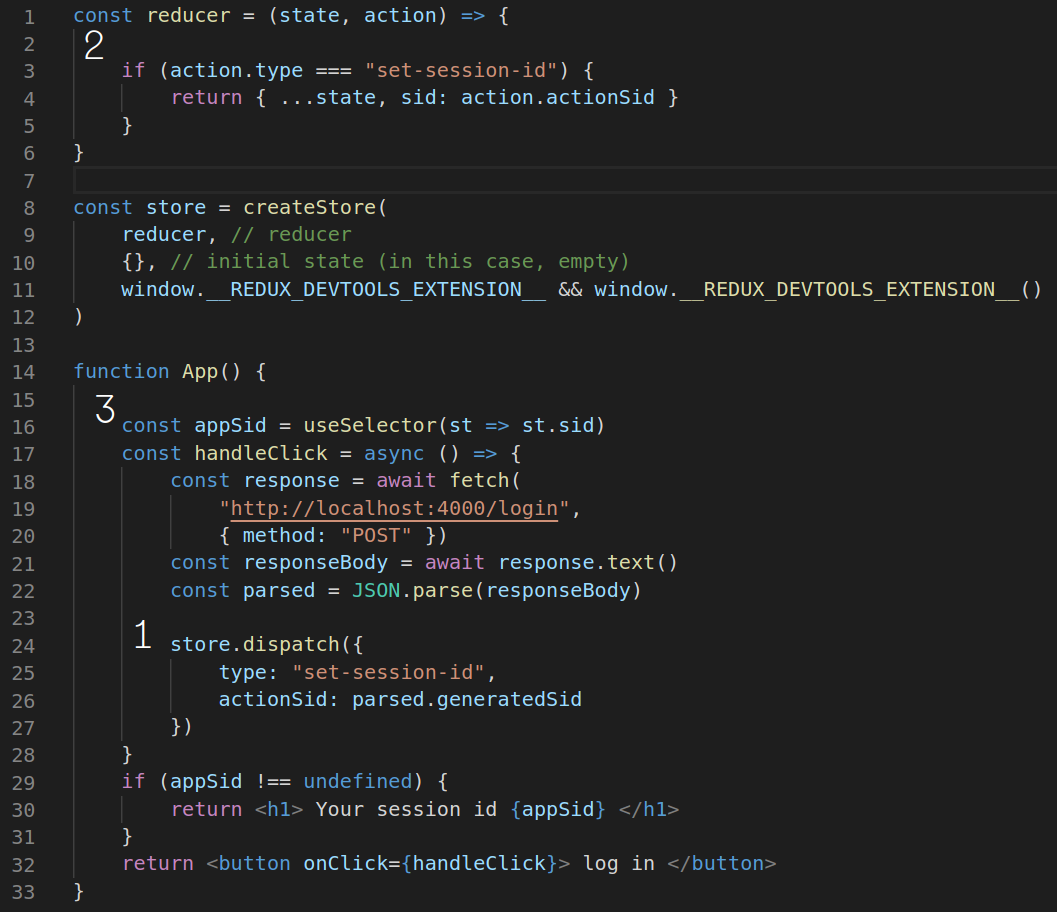 1 const reducer = (state, action) => {
2
2
3 if (action.type === "set-session-id") {
4 return { ...state, sid: action.actionSid }
5 }
6 }
7
8 const store = createStore(
9 reducer, // reducer
10 {}, // initial state (in this case, empty)
11 window.__REDUX_DEVTOOLS_EXTENSION__ && window.__REDUX_DEVTOOLS_EXTENSION__()
12 )
13
14 function App() {
15
3
16 const appSid = useSelector(st => st.sid)
17 const handleClick = async () => {
18 const response = await fetch(
19 "http://localhost:4000/login",
20 { method: "POST" })
21 const responseBody = await response.text()
22 const parsed = JSON.parse(responseBody)
23
1
24 store.dispatch({
25 type: "set-session-id",
26 actionSid: parsed.generatedSid
27 })
28 }
29 if (appSid !== undefined) {
30 return <h1> Your session id {appSid} </h1>
31 }
32 return <button onClick={handleClick}> log in </button>
33 }